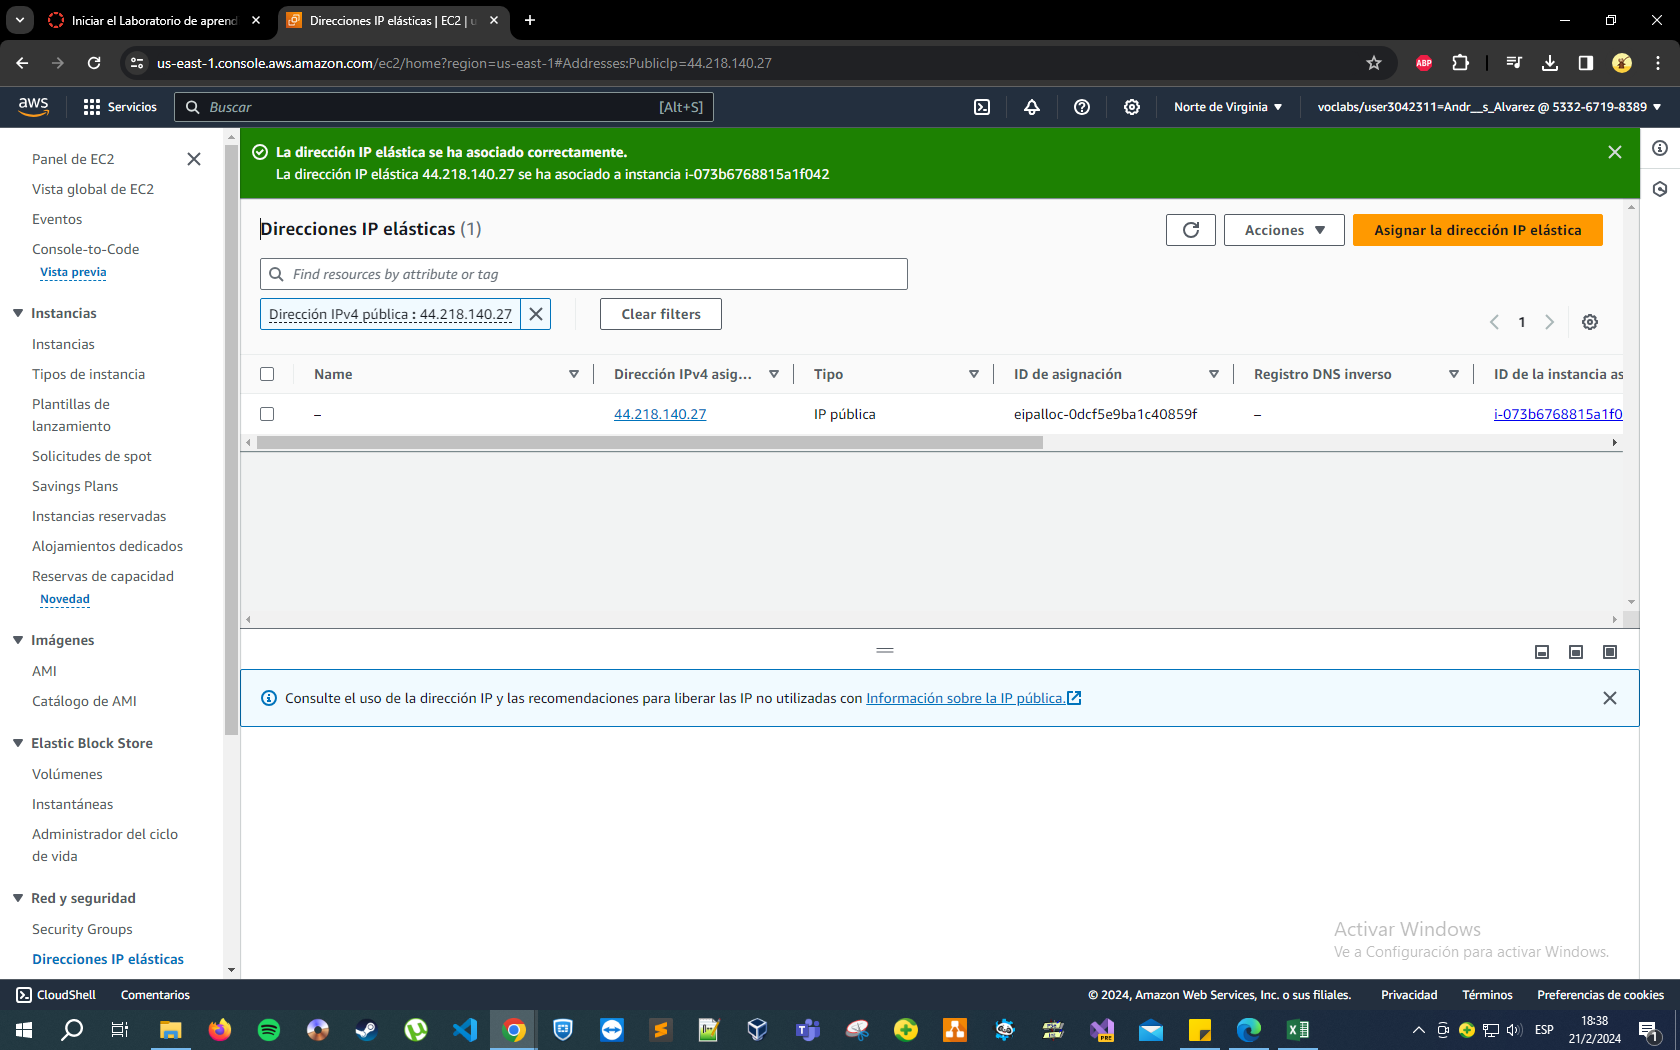 Iniciar el Laboratorio de aprend
Direcciones IP elásticas | EC2 | u
us-east-1.console.aws.amazon.com/ec2/home?region=us-east-1#Addresses:PublicIp=44.218.140.27
ABP
aws
Servicios
Buscar
[Alt+S]
Norte de Virginia
voclabs/user3042311=Andr__s_Alvarez @ 5332-6719-8389
Panel de EC2
Vista global de EC2
Eventos
Console-to-Code
Vista previa
Instancias
Instancias
Tipos de instancia
Plantillas de
lanzamiento
Solicitudes de spot
Savings Plans
Instancias reservadas
Alojamientos dedicados
Reservas de capacidad
Novedad
Imágenes
AMI
Catálogo de AMI
Elastic Block Store
Volúmenes
Instantáneas
Administrador del ciclo
de vida
Red y seguridad
Security Groups
Direcciones IP elásticas
La dirección IP elástica se ha asociado correctamente.
La dirección IP elástica 44.218.140.27 se ha asociado a instancia i-073b6768815a1f042
Direcciones IP elásticas (1)
Acciones
Asignar la dirección IP elástica
Find resources by attribute or tag
Dirección IPv4 pública : 44.218.140.27
Clear filters
1
Name
Dirección IPv4 asig...
Tipo
ID de asignación
Registro DNS inverso
ID de la instancia as
–
44.218.140.27
IP pública
eipalloc-0dcf5e9ba1c40859f
–
i-073b6768815a1f0
Consulte el uso de la dirección IP y las recomendaciones para liberar las IP no utilizadas con Información sobre la IP pública.
Activar Windows
Ve a Configuración para activar Windows.
CloudShell
Comentarios
© 2024, Amazon Web Services, Inc. o sus filiales.
Privacidad
Términos
Preferencias de cookies
PRE
ESP
18:38
21/2/2024
1